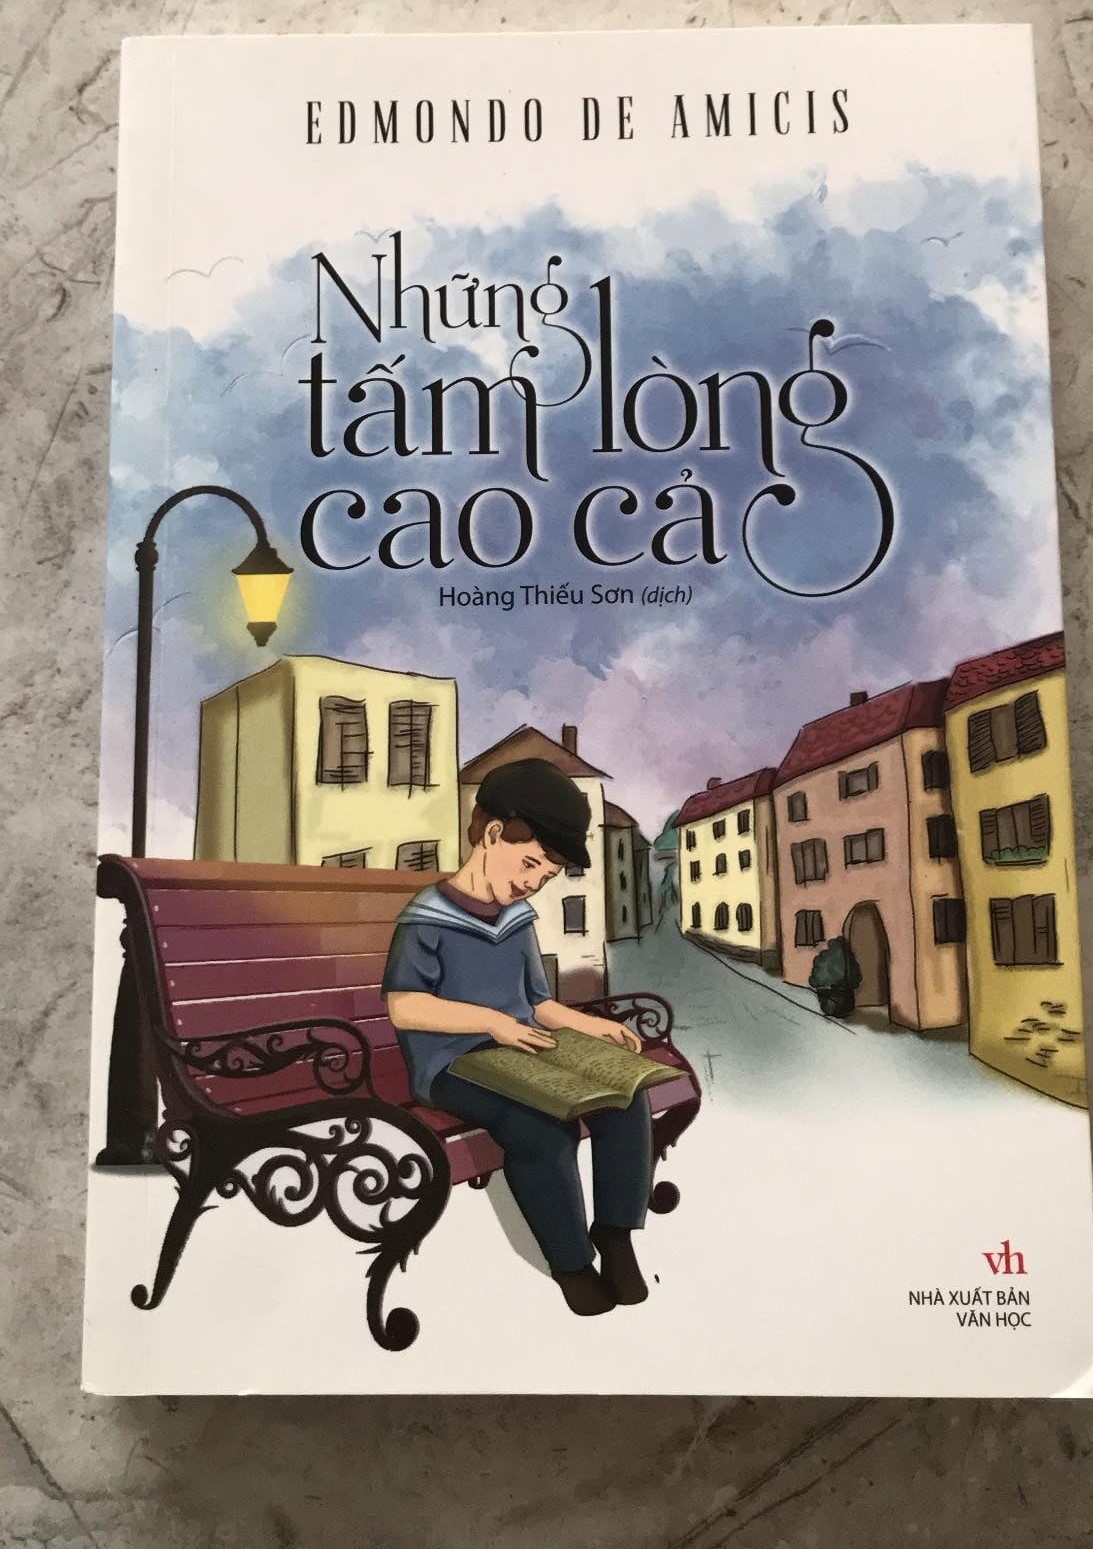 EDMONDO DE AMICIS
Những
tấm lòng
cao cả
Hoàng Thiếu Sơn (dịch)
vh
NHÀ XUẤT BẢN
VĂN HỌC